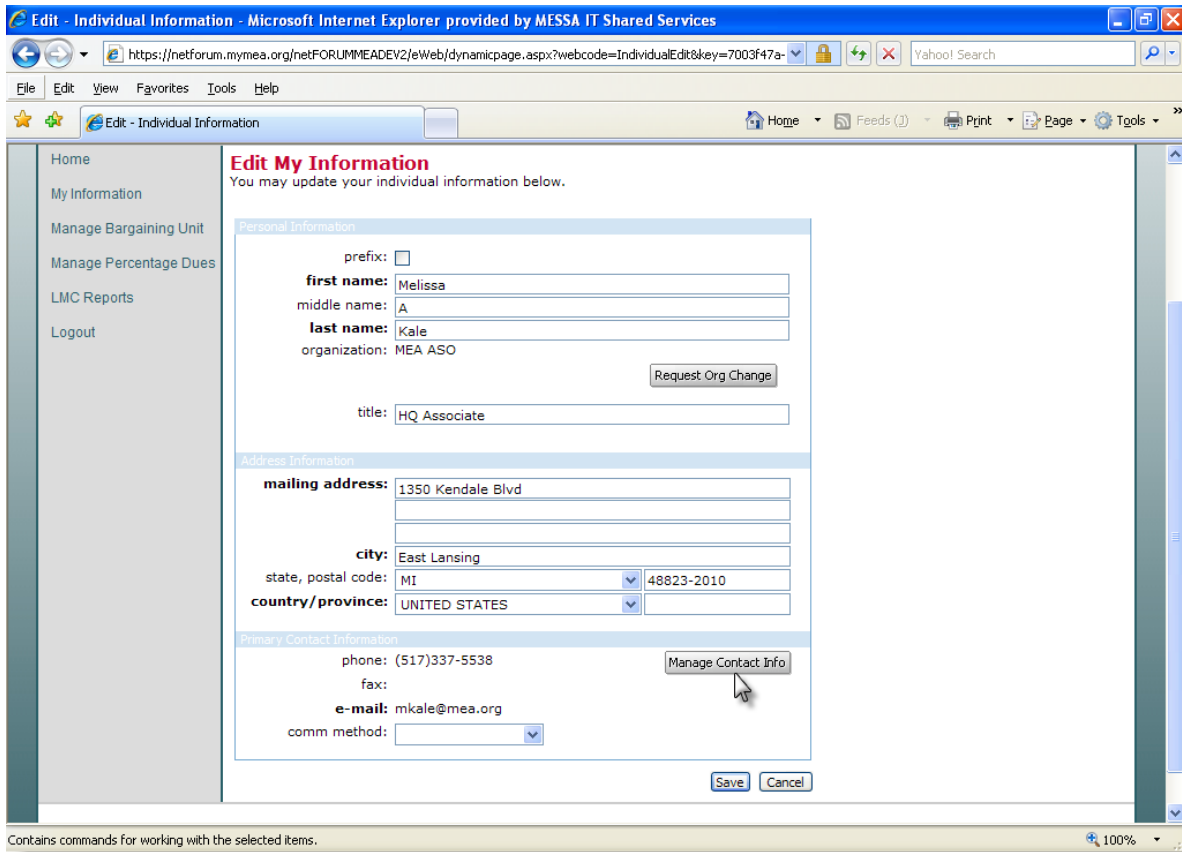 Edit - Individual Information - Microsoft Internet Explorer provided by MESSA IT Shared Services
https://netforum.mymea.org/netFORUMMEADEV2/eWeb/dynamicpage.aspx?webcode=IndividualEdit&key=7003f47a-
Yahoo! Search
File Edit View Favorites Tools Help
Edit - Individual Information
Home Feeds (J) Print Page Tools »
Home
My Information
Manage Bargaining Unit
Manage Percentage Dues
LMC Reports
Logout
Edit My Information
You may update your individual information below.
Personal Information
prefix:
first name: Melissa
middle name: A
last name: Kale
organization: MEA ASO
Request Org Change
title: HQ Associate
Address Information
mailing address: 1350 Kendale Blvd
city: East Lansing
state, postal code: MI 48823-2010
country/province: UNITED STATES
Primary Contact Information
phone: (517)337-5538 Manage Contact Info
fax:
e-mail: mkale@mea.org
comm method:
Save Cancel
Contains commands for working with the selected items. 100%